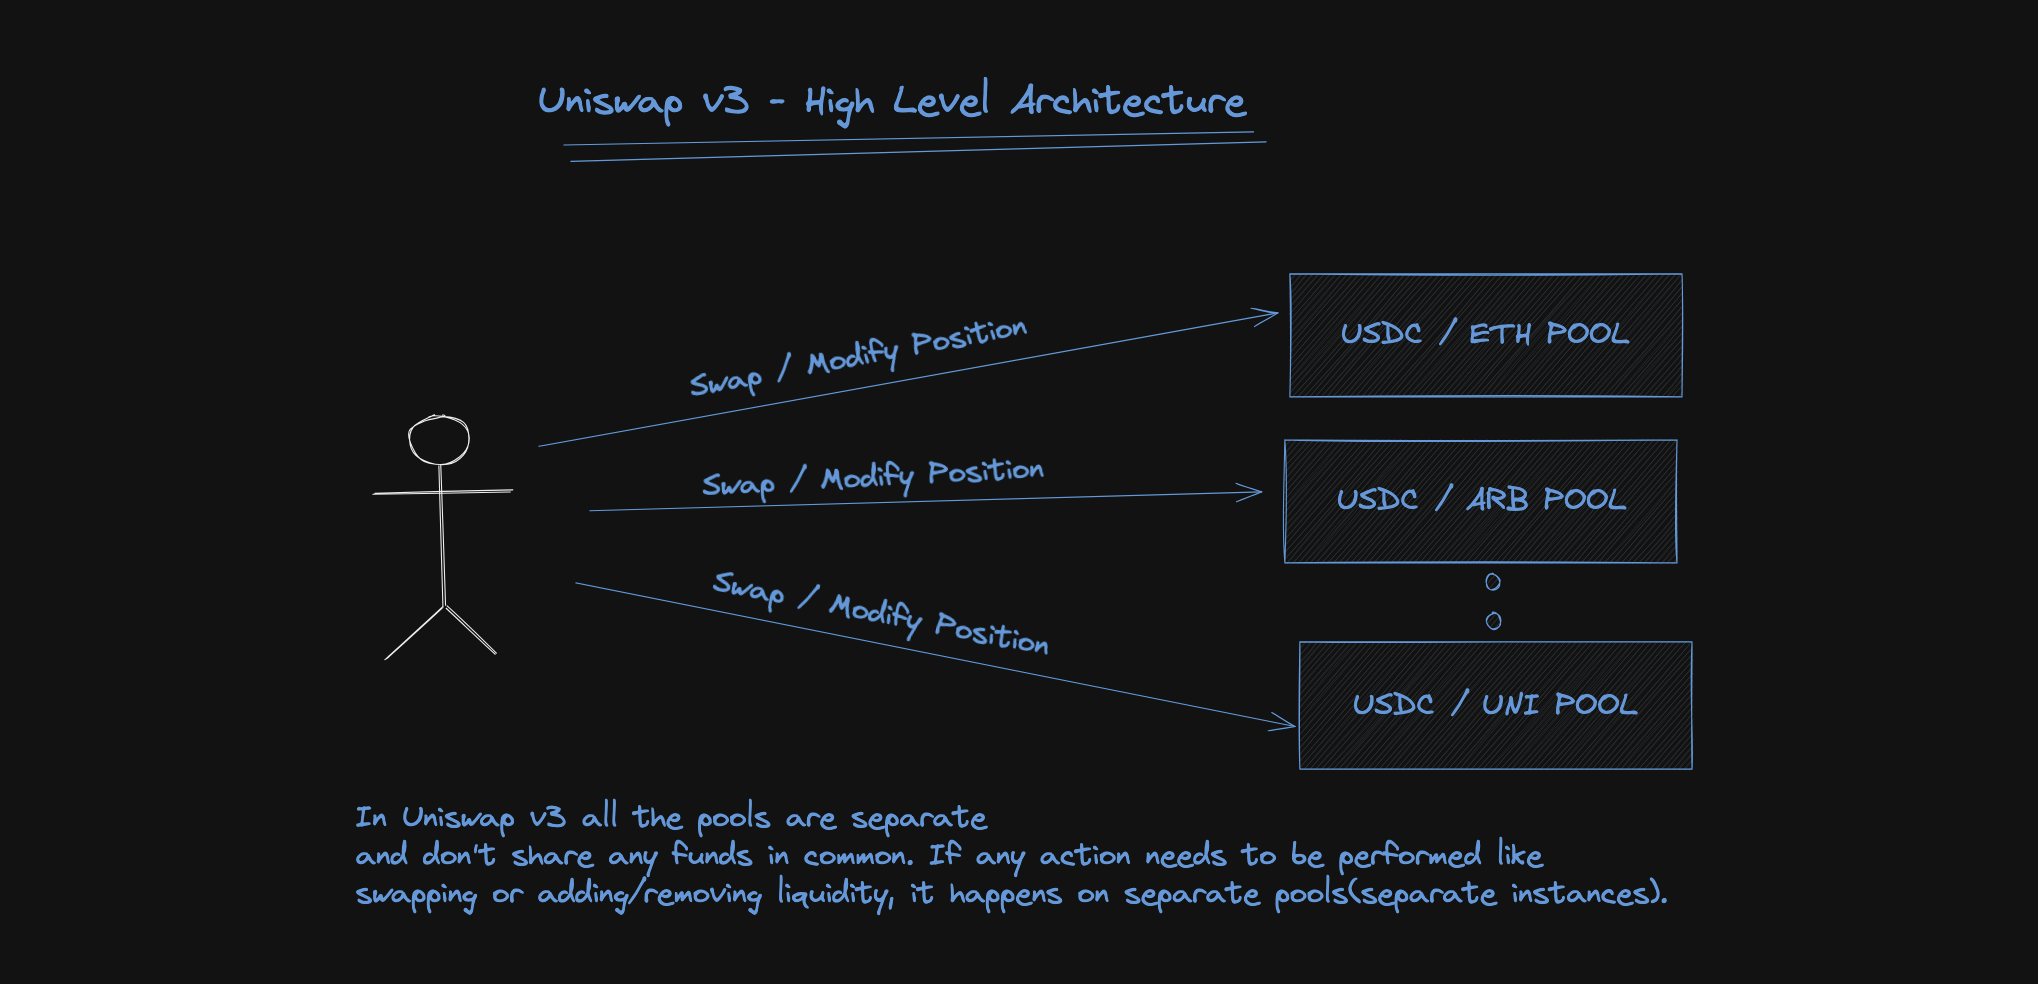 Uniswap v3 - High Level Architecture
Swap / Modify Position
USDC / ETH POOL
Swap / Modify Position
USDC / ARB POOL
Swap / Modify Position
USDC / UNI POOL
In Uniswap v3 all the pools are separate
and don't share any funds in common. If any action needs to be performed like
swapping or adding/removing liquidity, it happens on separate pools(separate instances).